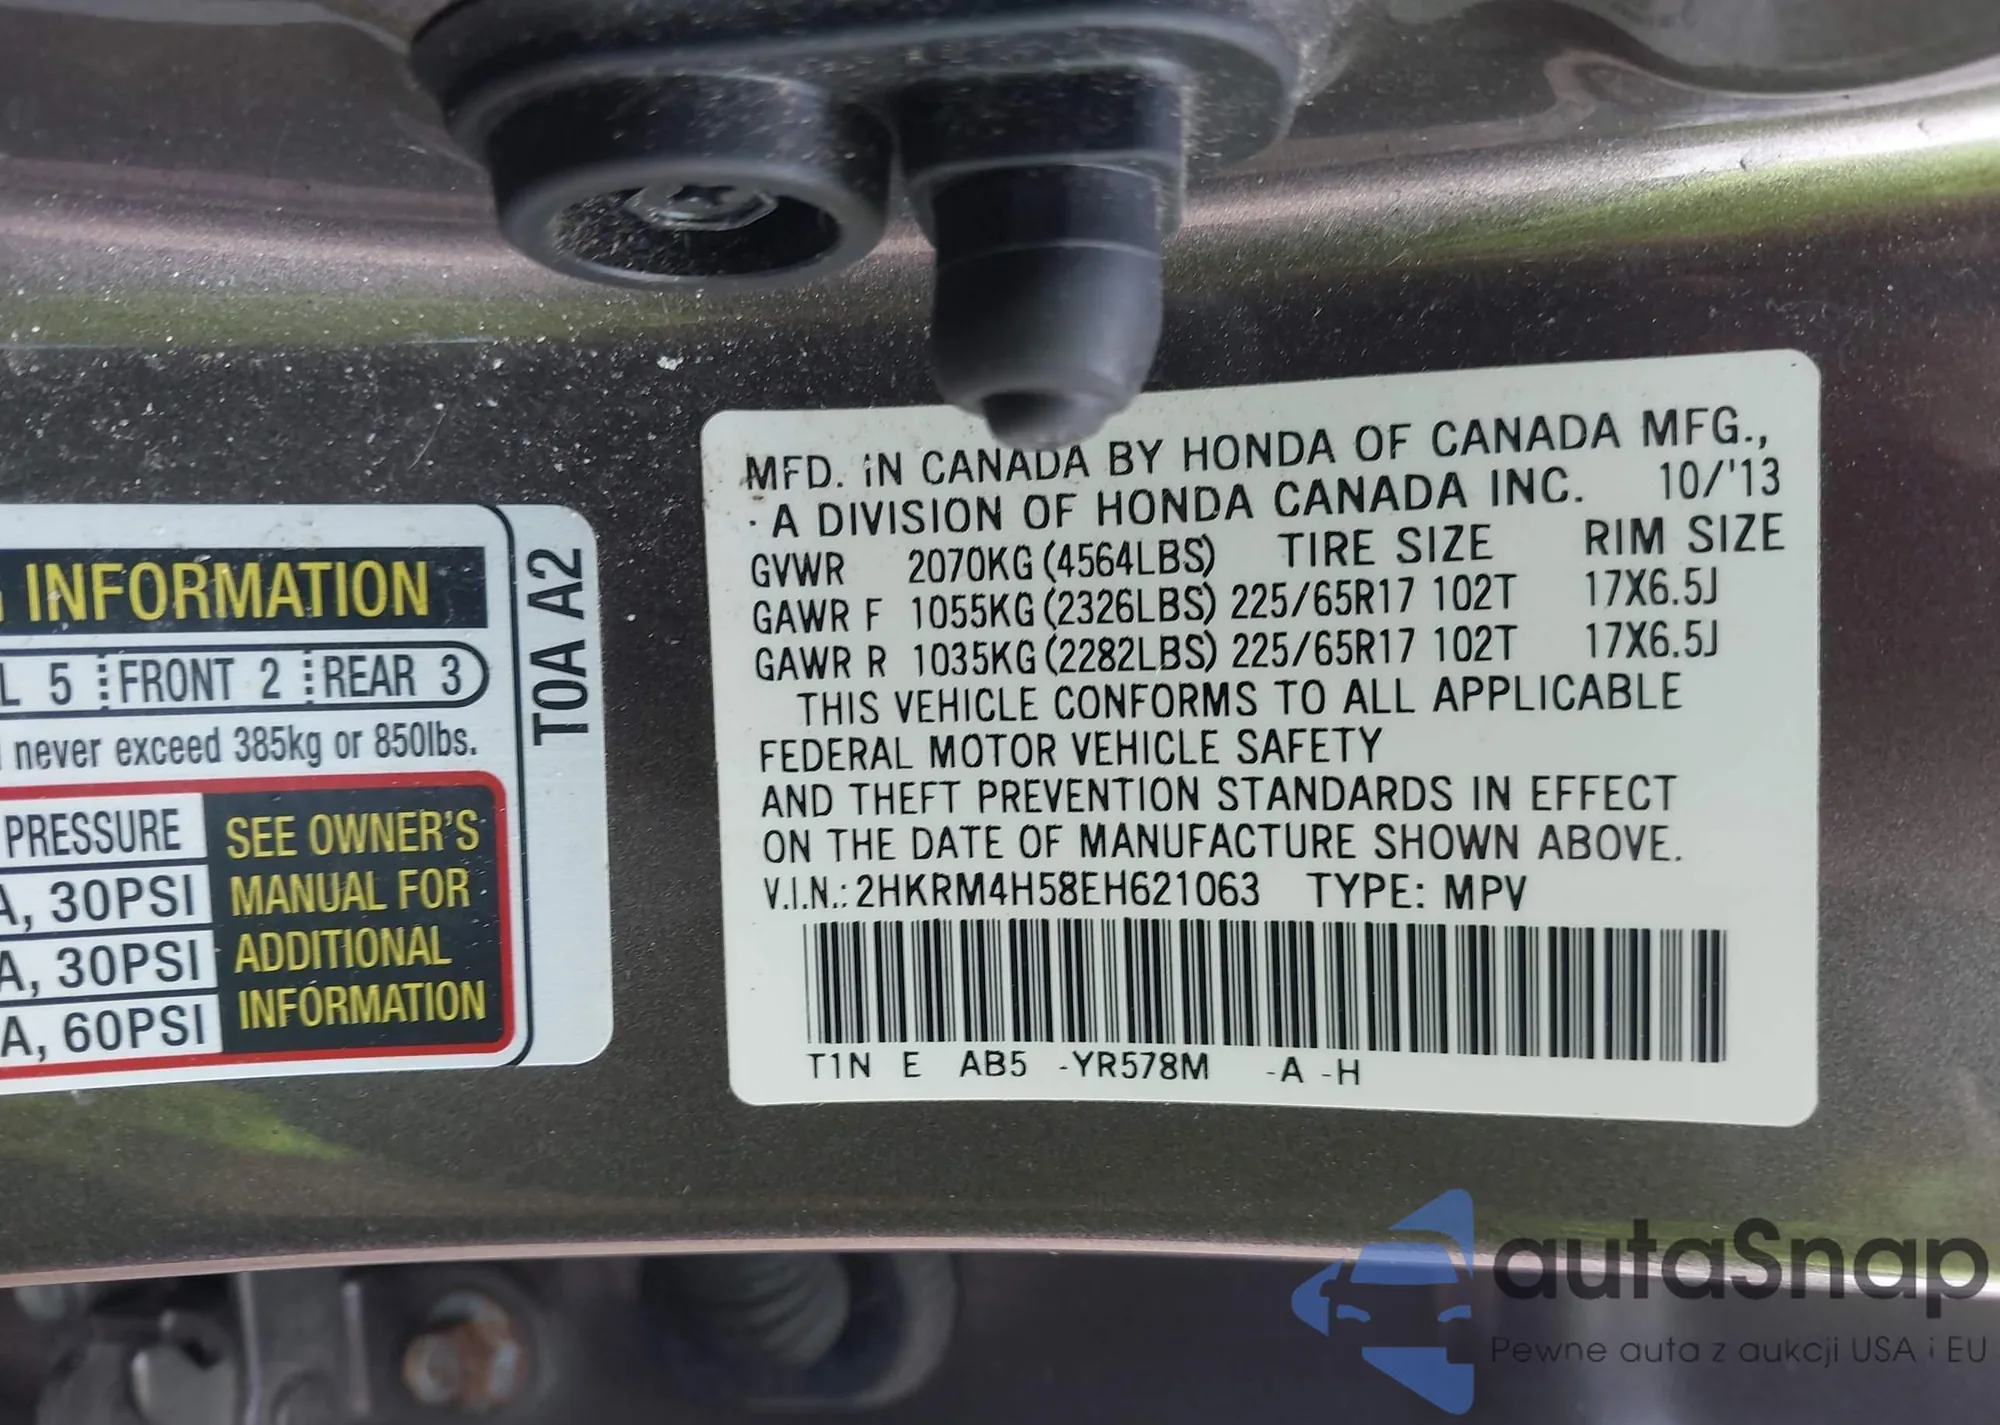 INFORMATION
L 5 FRONT 2 REAR 3
never exceed 385kg or 850lbs.
PRESSURE
A, 30PSI
A, 30PSI
A, 60PSI
SEE OWNER'S
MANUAL FOR
ADDITIONAL
INFORMATION
T0A A2
MFD. IN CANADA BY HONDA OF CANADA MFG.,
A DIVISION OF HONDA CANADA INC. 10/'13
GVWR 2070KG (4564LBS) TIRE SIZE RIM SIZE
GAWR F 1055KG (2326LBS) 225/65R17 102T 17X6.5J
GAWR R 1035KG (2282LBS) 225/65R17 102T 17X6.5J
THIS VEHICLE CONFORMS TO ALL APPLICABLE
FEDERAL MOTOR VEHICLE SAFETY
AND THEFT PREVENTION STANDARDS IN EFFECT
ON THE DATE OF MANUFACTURE SHOWN ABOVE.
V.I.N.: 2HKRM4H58EH621063 TYPE: MPV
T1N E AB5 -YR578M -A -H
autaSnap
Pewne auta z aukcji USA i EU